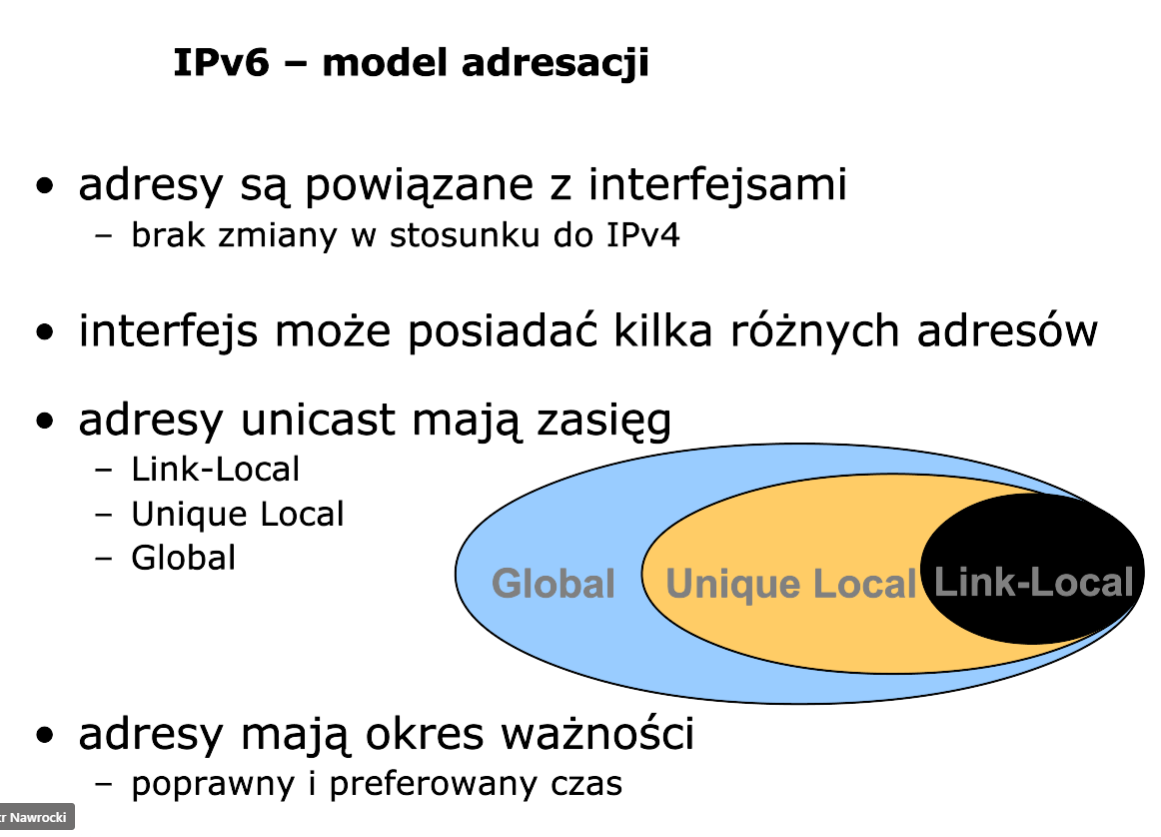 IPv6 – model adresacji
• adresy są powiązane z interfejsami
– brak zmiany w stosunku do IPv4
• interfejs może posiadać kilka różnych adresów
• adresy unicast mają zasięg
– Link-Local
– Unique Local
– Global
Global Unique Local Link-Local
• adresy mają okres ważności
– poprawny i preferowany czas
Nawrocki